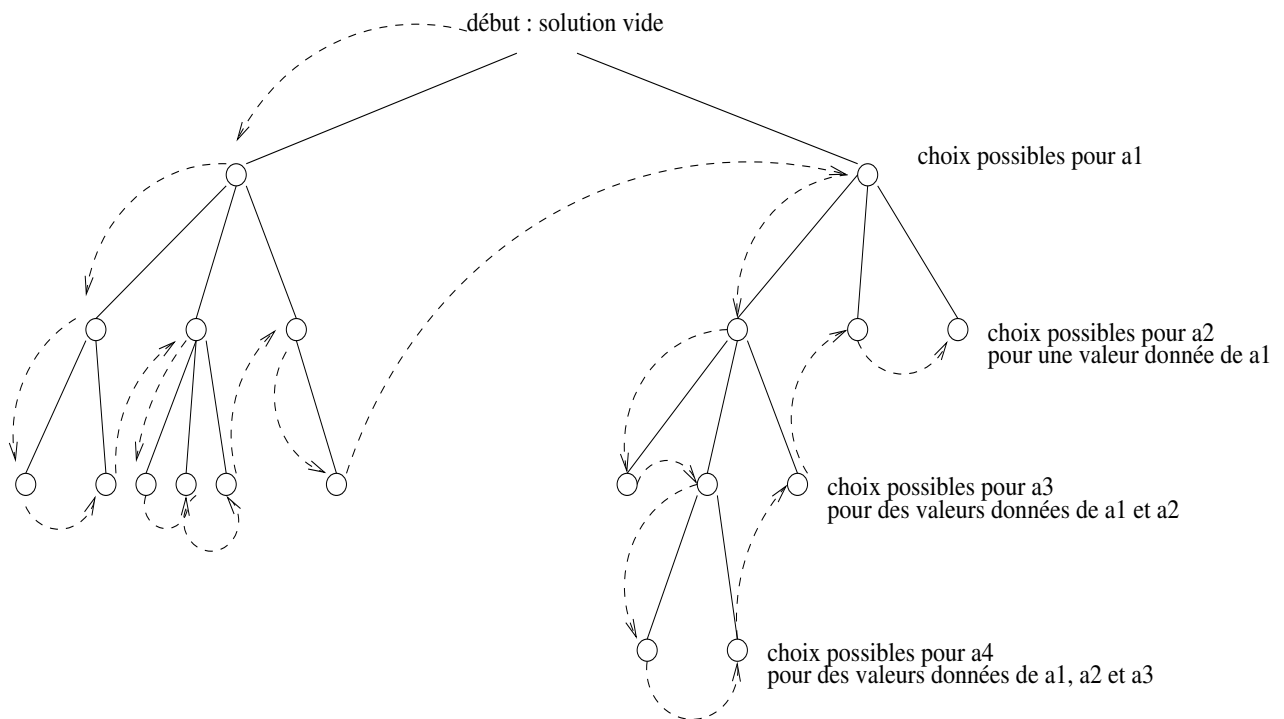 début : solution vide
choix possibles pour a1
choix possibles pour a2
pour une valeur donnée de a1
choix possibles pour a3
pour des valeurs données de a1 et a2
choix possibles pour a4
pour des valeurs données de a1, a2 et a3